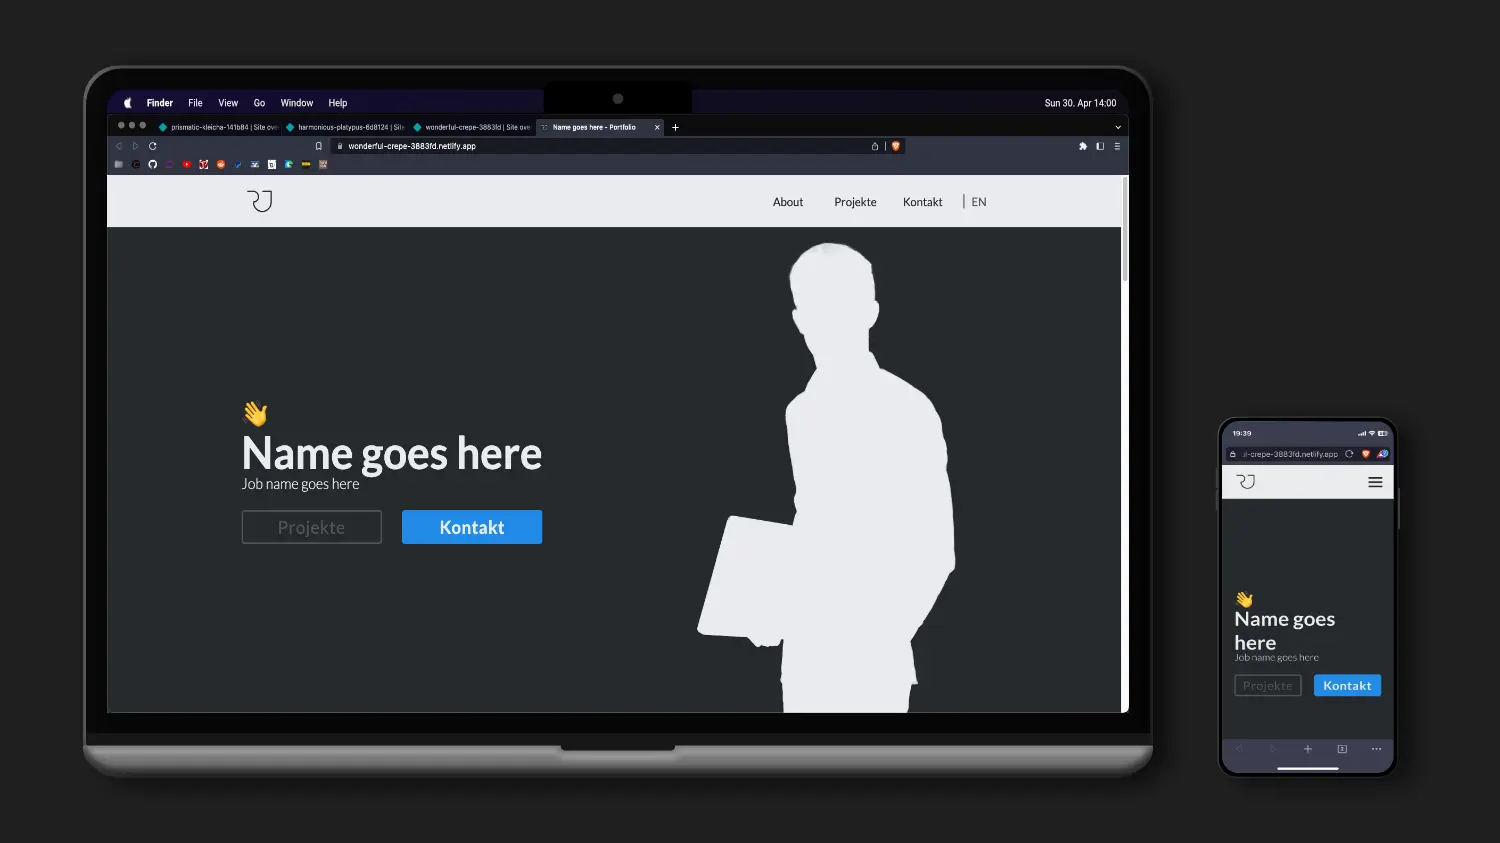 Finder File View Go Window Help Sun 30. Apr 14:00
prismatic-kleicha-141b84 | Site over harmonious-platypus-6d8124 | Site wonderful-crepe-3883fd | Site over Name goes here - Portfolio
wonderful-crepe-3883fd.netlify.app
About Projekte Kontakt | EN
👋
Name goes here
Job name goes here
Projekte Kontakt
19:39
-crepe-3883fd.netlify.app
👋
Name goes
here
Job name goes here
Projekte Kontakt